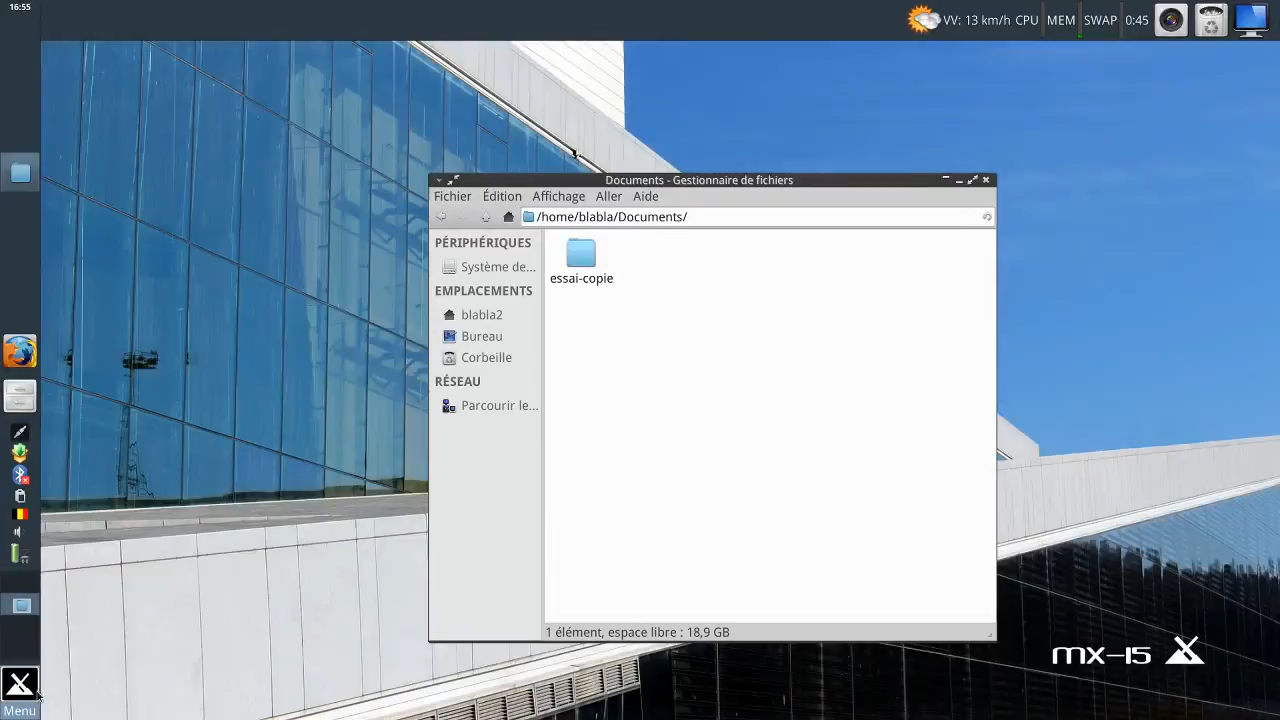 16:55
VV: 13 km/h CPU MEM SWAP 0:45
Documents - Gestionnaire de fichiers
Fichier Édition Affichage Aller Aide
/home/blabla/Documents/
PÉRIPHÉRIQUES
Système de...
EMPLACEMENTS
blabla2
Bureau
Corbeille
RÉSEAU
Parcourir le...
essai-copie
1 élément, espace libre : 18,9 GB
mx-15
Menu